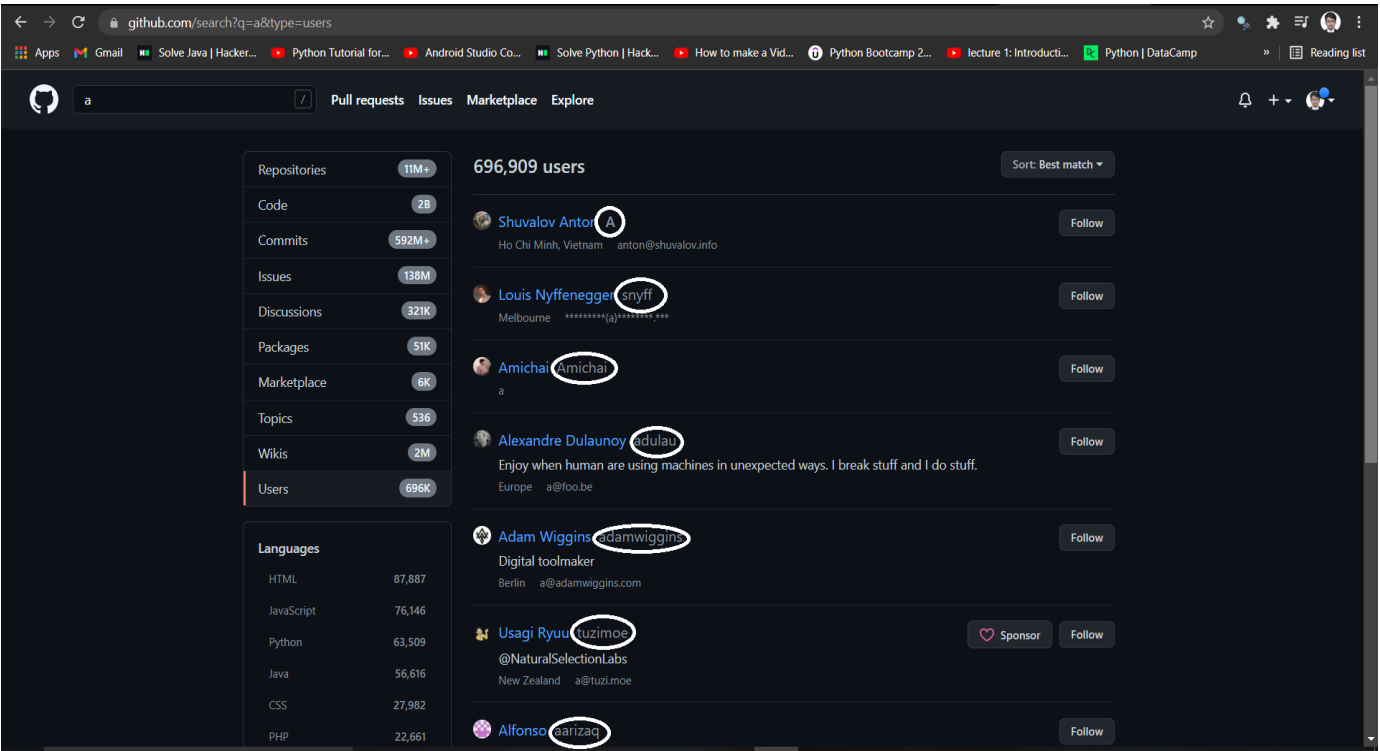 github.com/search?q=a&type=users
Apps Gmail Solve Java | Hacker... Python Tutorial for... Android Studio Co... Solve Python | Hack... How to make a Vid... Python Bootcamp 2... lecture 1: Introducti... Python | DataCamp » Reading list
a / Pull requests Issues Marketplace Explore
Repositories 11M+
Code 2B
Commits 592M+
Issues 138M
Discussions 321K
Packages 51K
Marketplace 6K
Topics 536
Wikis 2M
Users 696K
Languages
HTML 87,887
JavaScript 76,146
Python 63,509
Java 56,616
CSS 27,982
PHP 22,661
696,909 users Sort: Best match
Shuvalov Anton A Follow
Ho Chi Minh, Vietnam anton@shuvalov.info
Louis Nyffenegger snyff Follow
Melbourne *********(a)********.***
Amichai Amichai Follow
a
Alexandre Dulaunoy adulau Follow
Enjoy when human are using machines in unexpected ways. I break stuff and I do stuff.
Europe a@foo.be
Adam Wiggins adamwiggins Follow
Digital toolmaker
Berlin a@adamwiggins.com
Usagi Ryuu tuzimoe Sponsor Follow
@NaturalSelectionLabs
New Zealand a@tuzi.moe
Alfonso aarizaq Follow